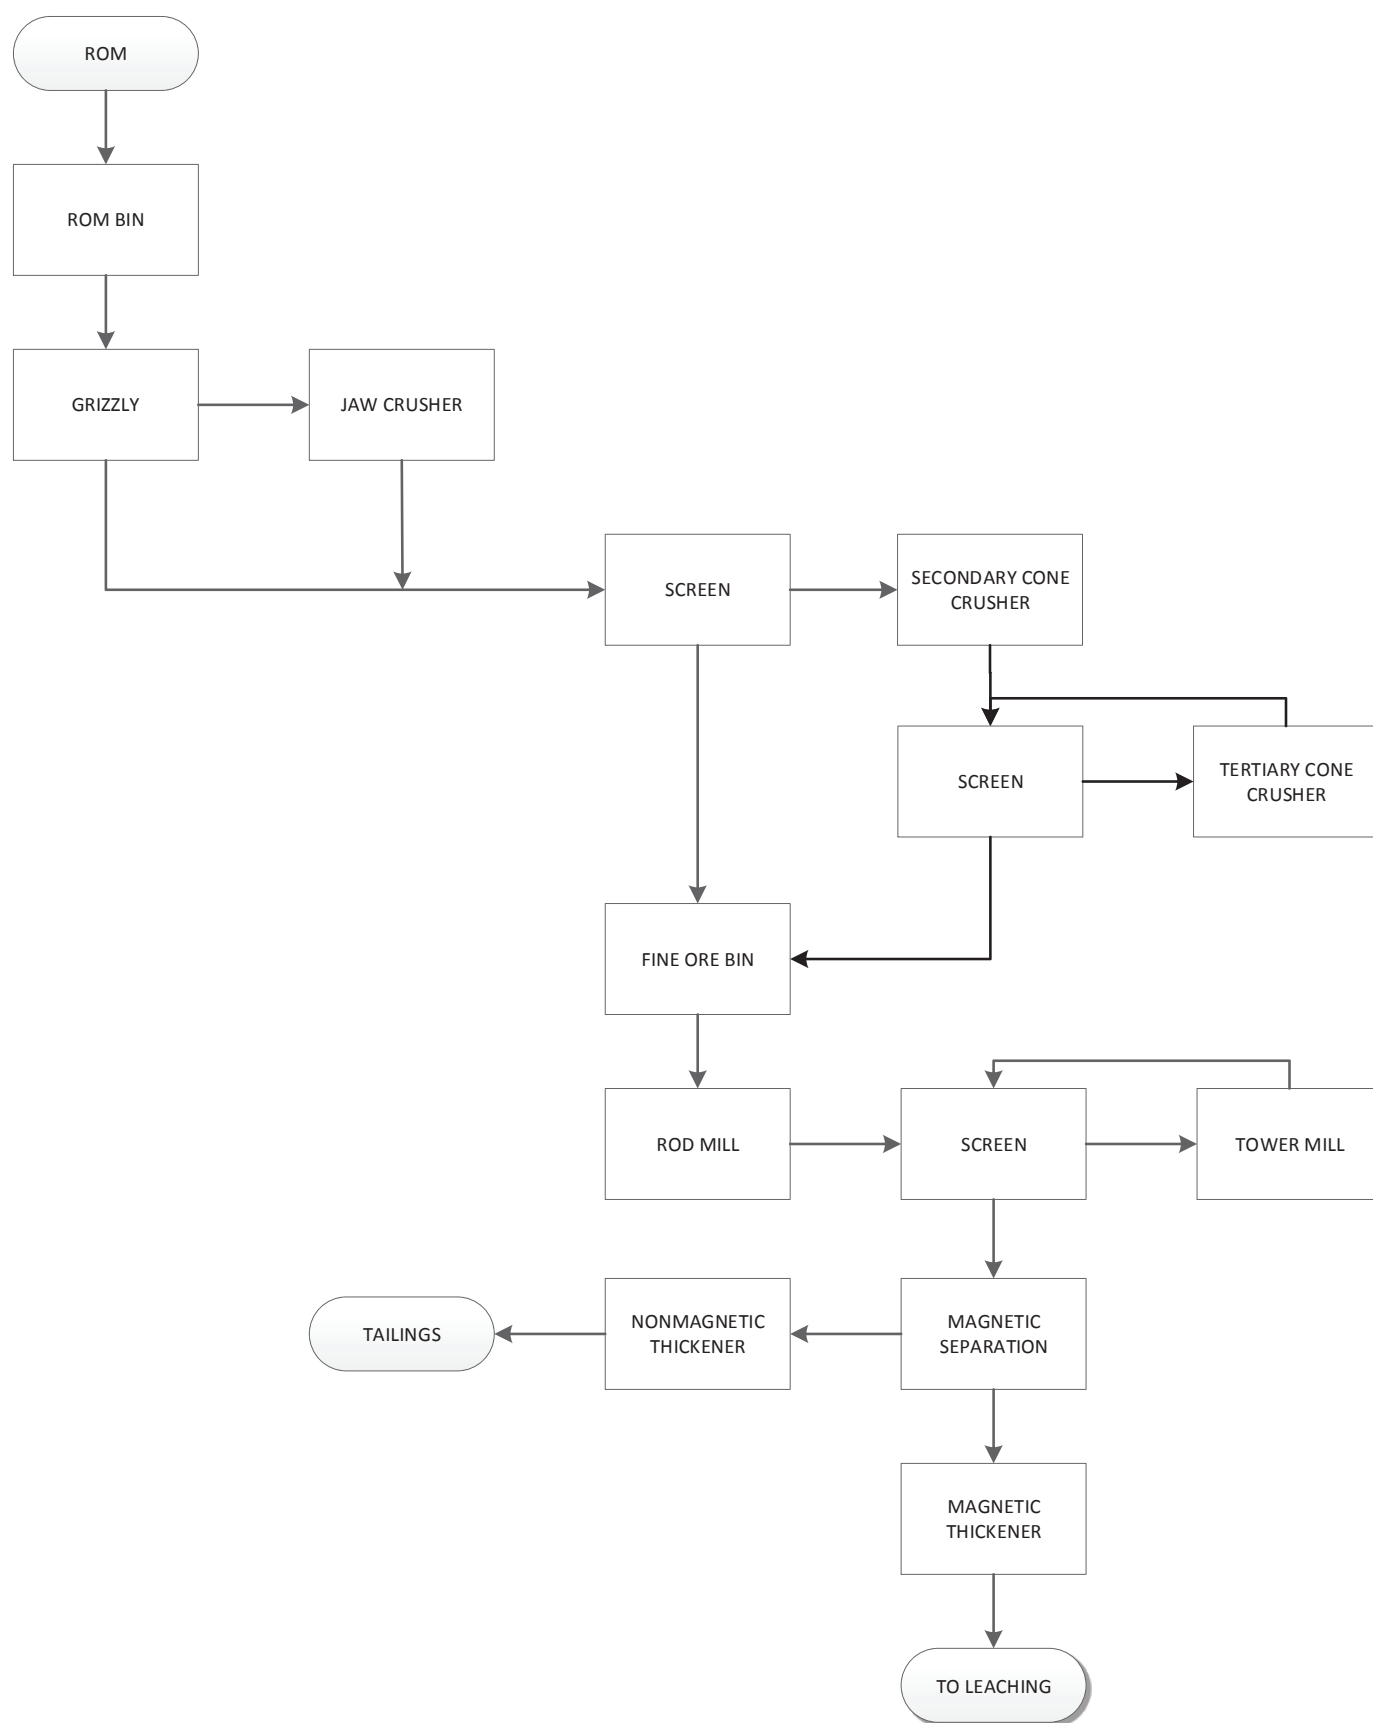 ROM
ROM BIN
GRIZZLY
JAW CRUSHER
SCREEN
SECONDARY CONE
CRUSHER
SCREEN
TERTIARY CONE
CRUSHER
FINE ORE BIN
ROD MILL
SCREEN
TOWER MILL
TAILINGS
NONMAGNETIC
THICKENER
MAGNETIC
SEPARATION
MAGNETIC
THICKENER
TO LEACHING